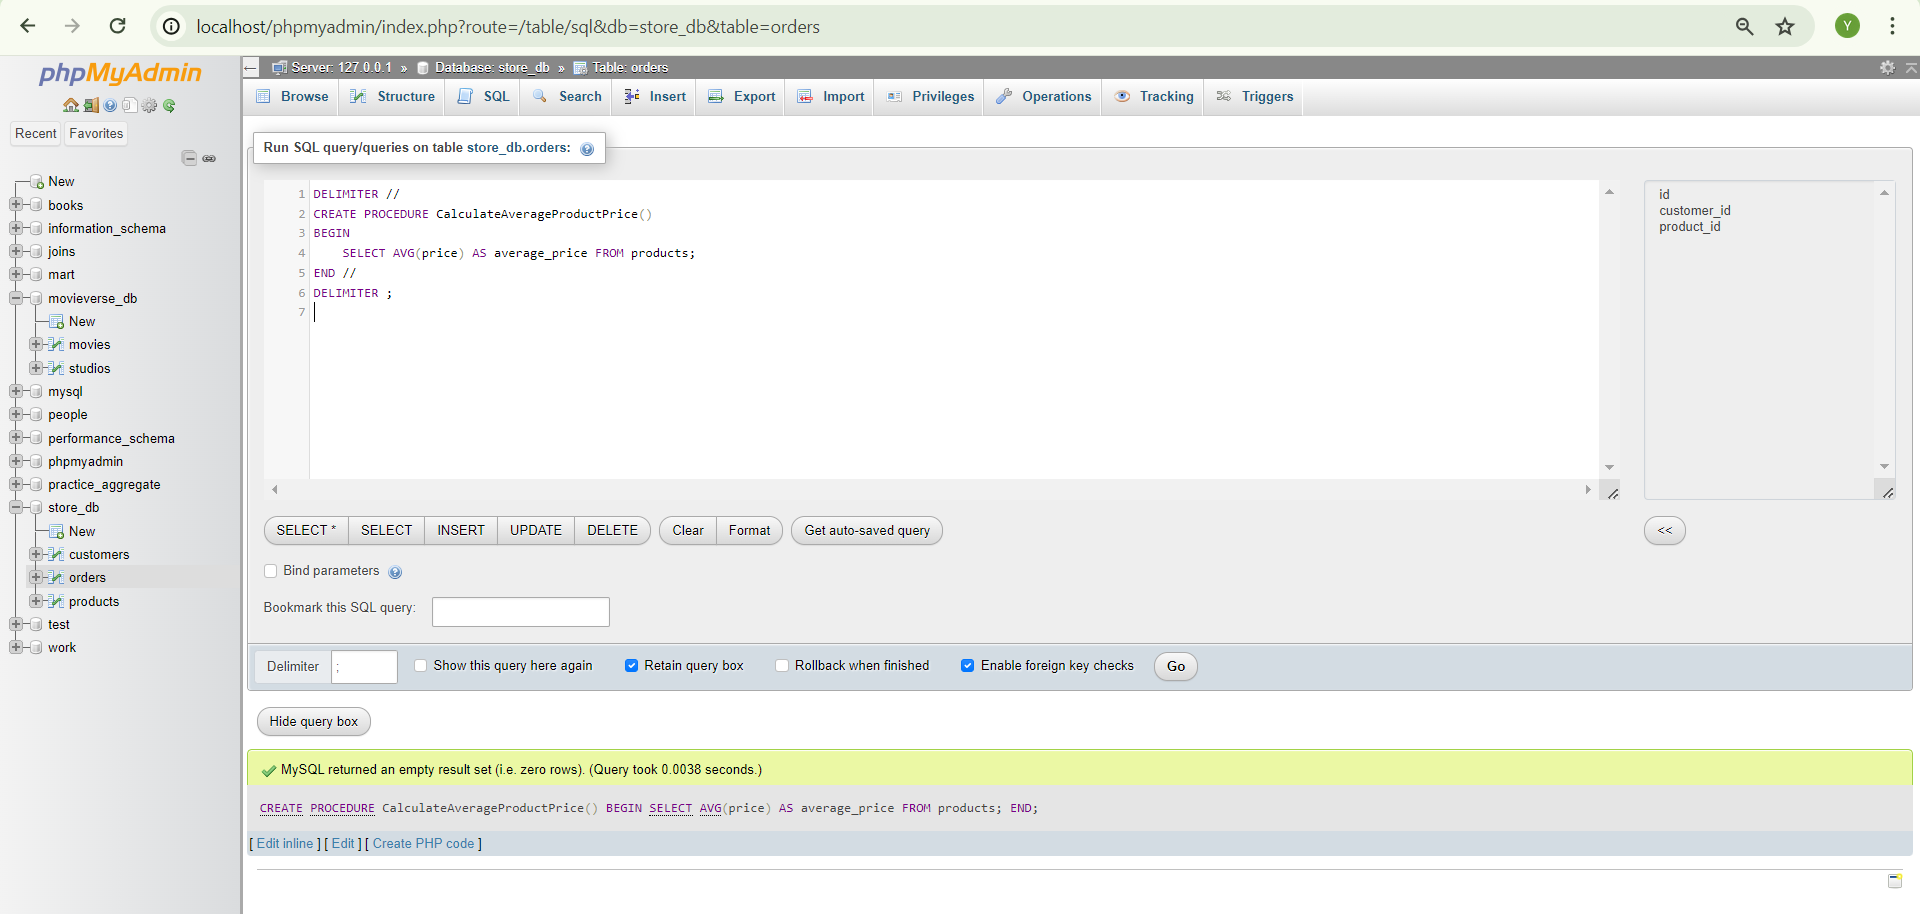 localhost/phpmyadmin/index.php?route=/table/sql&db=store_db&table=orders
Y
phpMyAdmin
Recent Favorites
New
books
information_schema
joins
mart
movieverse_db
New
movies
studios
mysql
people
performance_schema
phpmyadmin
practice_aggregate
store_db
New
customers
orders
products
test
work
Server: 127.0.0.1 » Database: store_db » Table: orders
Browse Structure SQL Search Insert Export Import Privileges Operations Tracking Triggers
Run SQL query/queries on table store_db.orders:
1 DELIMITER //
2 CREATE PROCEDURE CalculateAverageProductPrice()
3 BEGIN
4 SELECT AVG(price) AS average_price FROM products;
5 END //
6 DELIMITER ;
7
id
customer_id
product_id
SELECT * SELECT INSERT UPDATE DELETE Clear Format Get auto-saved query <<
Bind parameters
Bookmark this SQL query:
Delimiter ; Show this query here again Retain query box Rollback when finished Enable foreign key checks Go
Hide query box
MySQL returned an empty result set (i.e. zero rows). (Query took 0.0038 seconds.)
CREATE PROCEDURE CalculateAverageProductPrice() BEGIN SELECT AVG(price) AS average_price FROM products; END;
[ Edit inline ] [ Edit ] [ Create PHP code ]